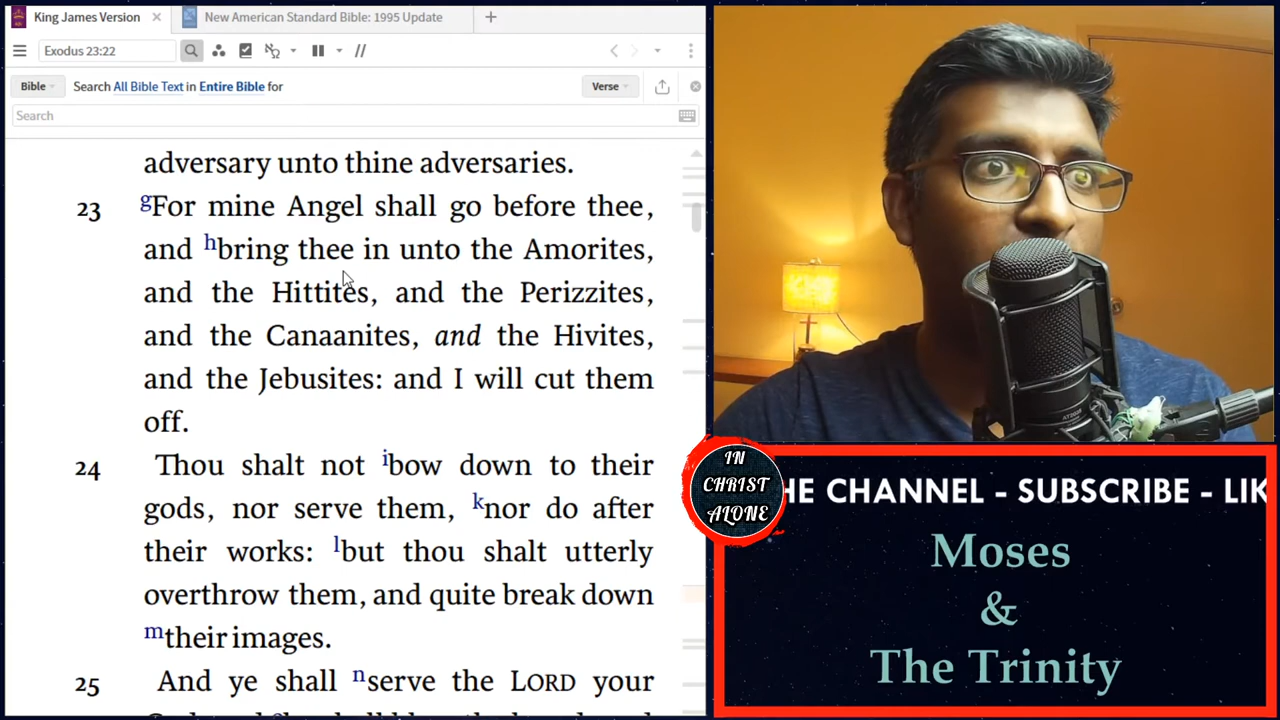 King James Version
New American Standard Bible: 1995 Update
Exodus 23:22
Bible
Search All Bible Text in Entire Bible for
Verse
Search
adversary unto thine adversaries.
23 gFor mine Angel shall go before thee,
and hbring thee in unto the Amorites,
and the Hittites, and the Perizzites,
and the Canaanites, and the Hivites,
and the Jebusites: and I will cut them
off.
24 Thou shalt not ibow down to their
gods, nor serve them, knor do after
their works: lbut thou shalt utterly
overthrow them, and quite break down
mtheir images.
25 And ye shall nserve the LORD your
IN
CHRIST
ALONE
HE CHANNEL - SUBSCRIBE - LIK
Moses
&
The Trinity